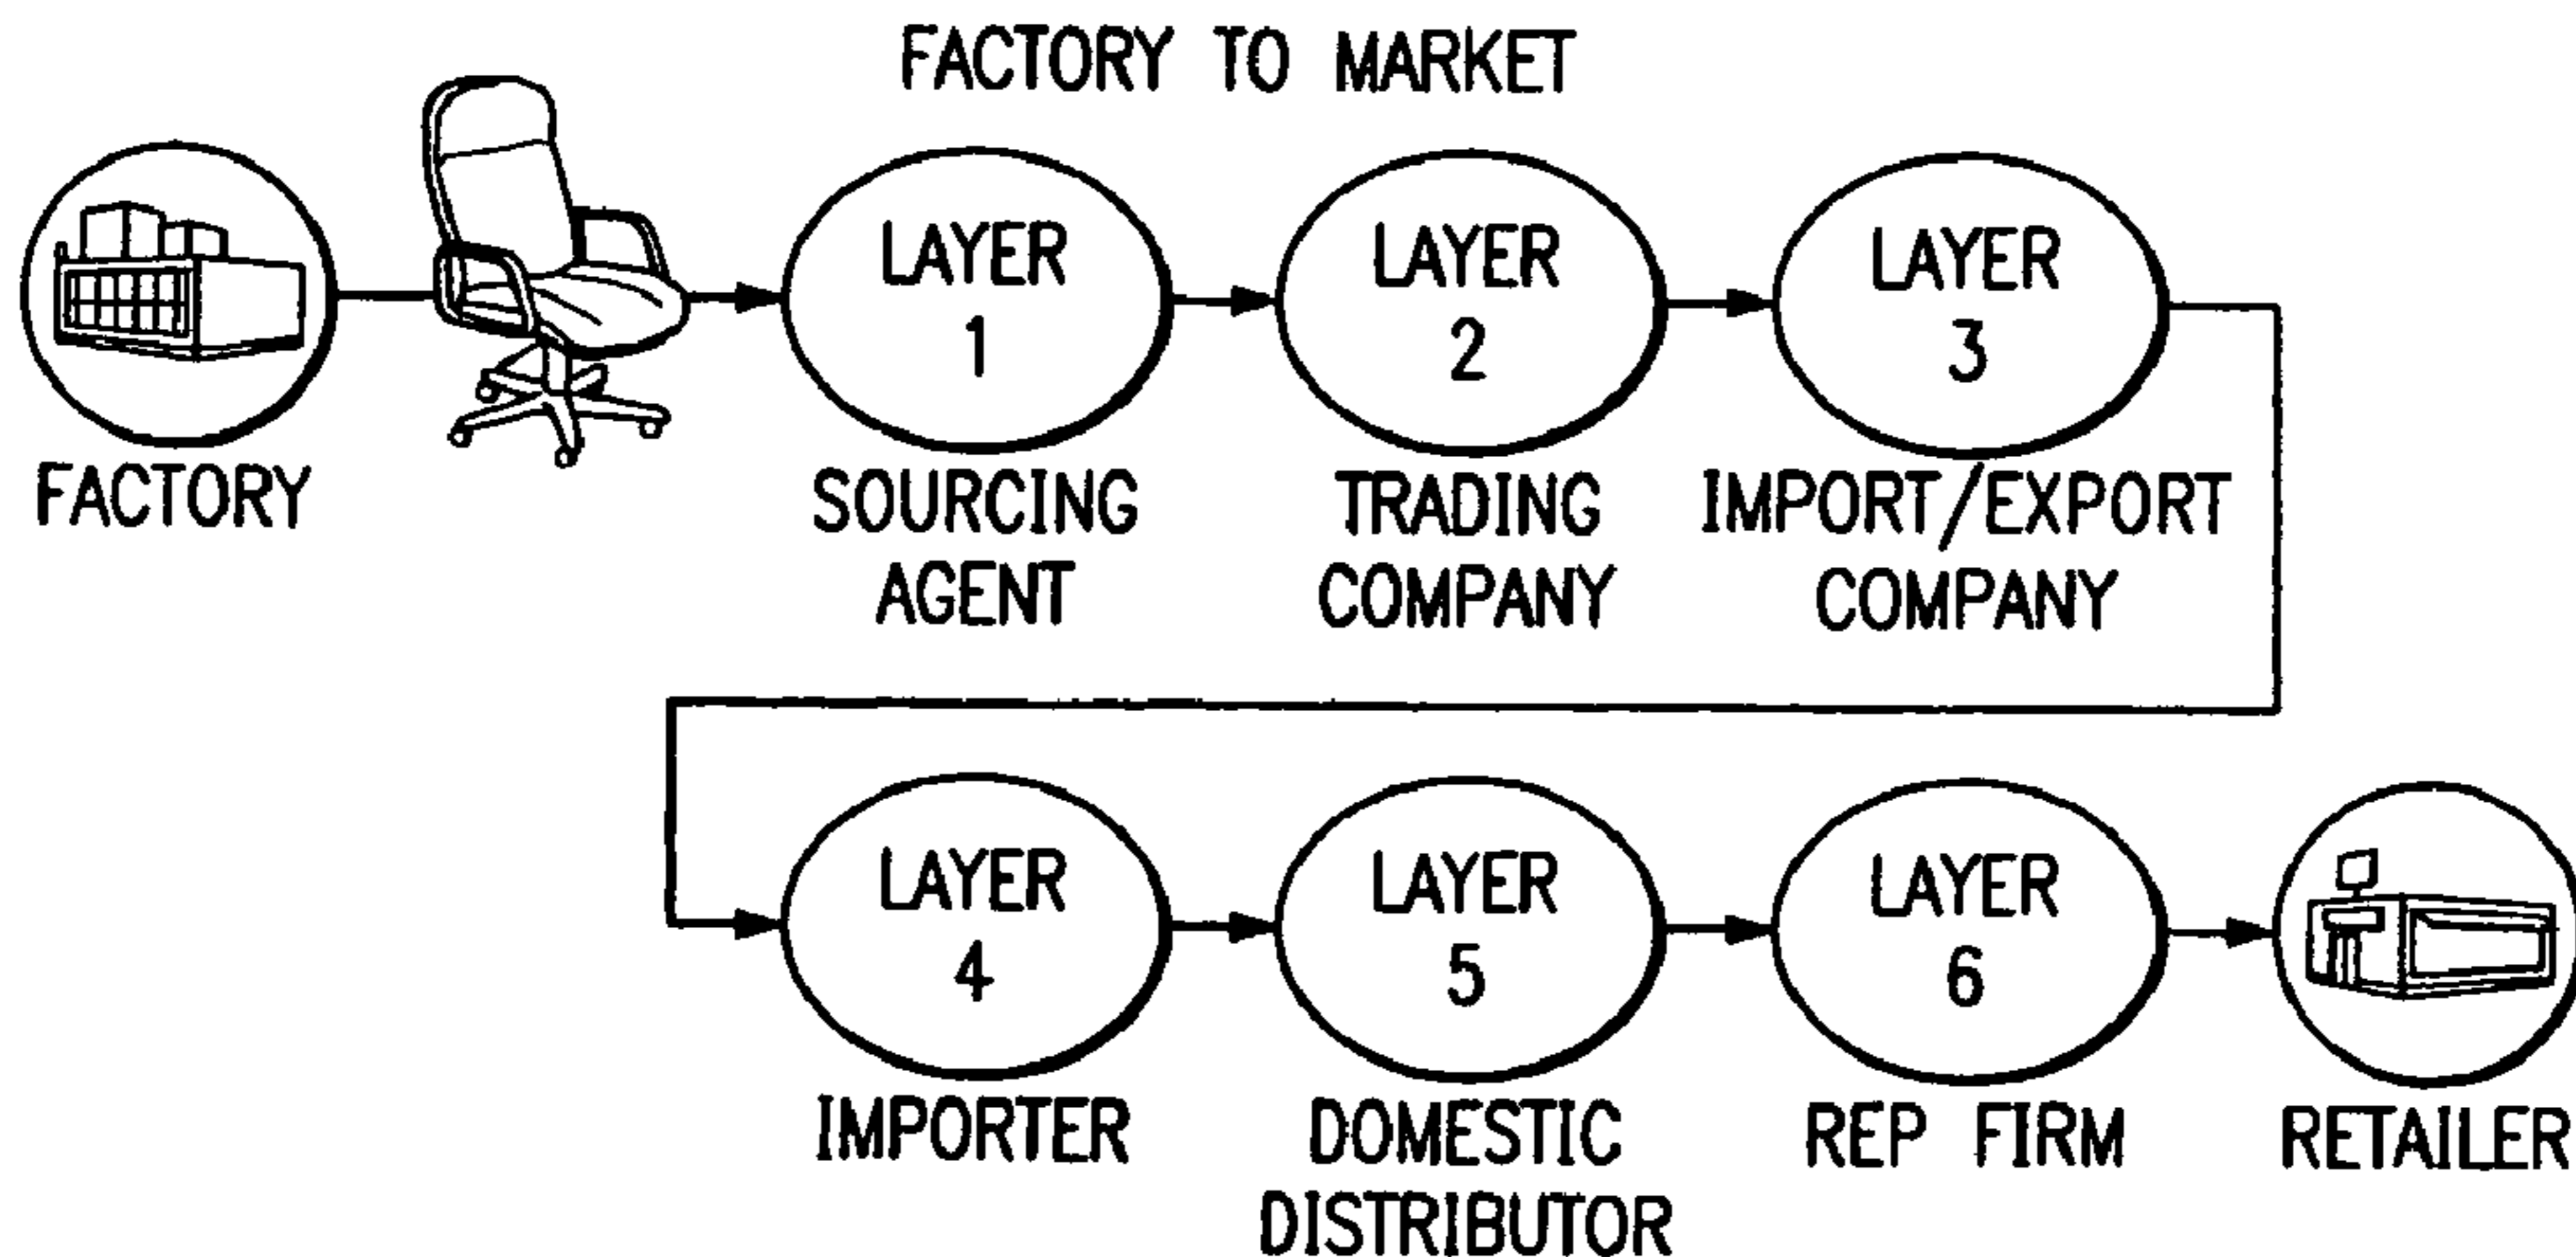 FACTORY TO MARKET
FACTORY
LAYER
1
SOURCING
AGENT
LAYER
2
TRADING
COMPANY
LAYER
3
IMPORT/EXPORT
COMPANY
LAYER
4
IMPORTER
LAYER
5
DOMESTIC
DISTRIBUTOR
LAYER
6
REP FIRM
RETAILER